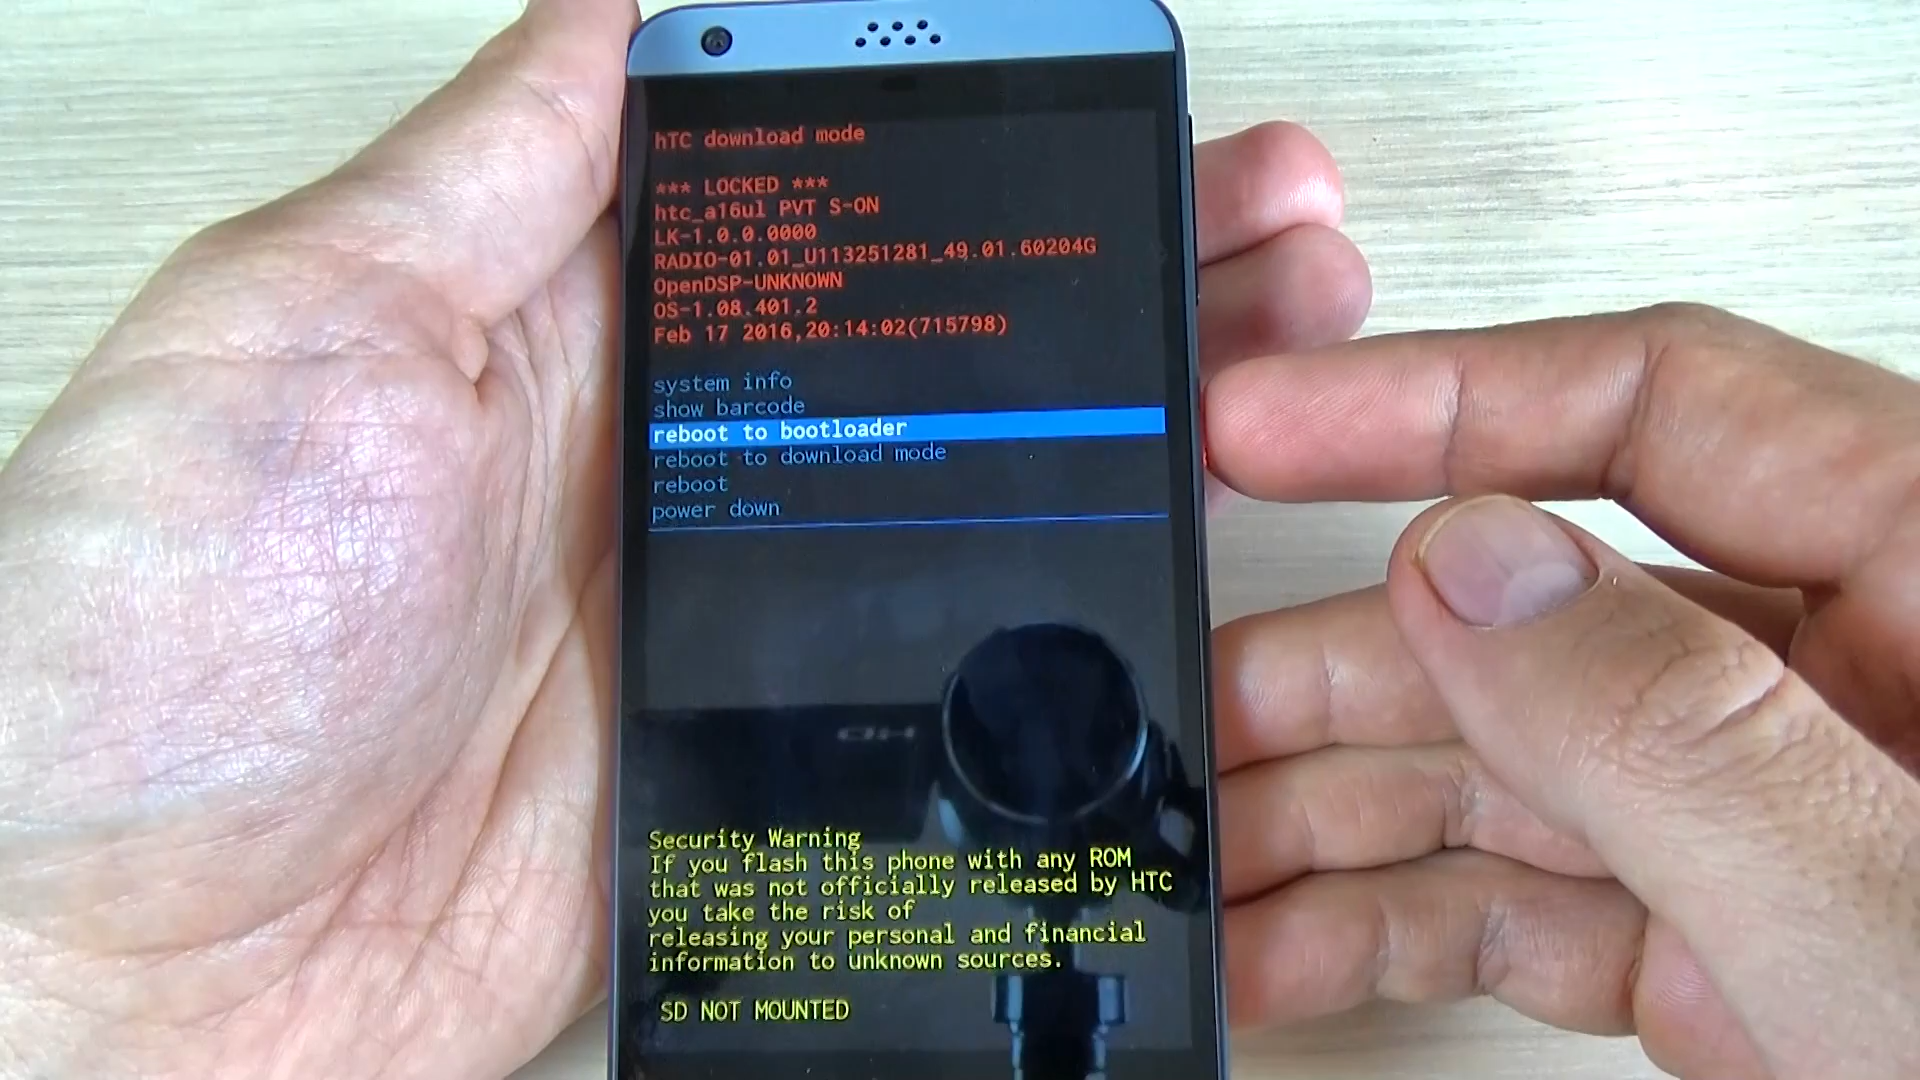 hTC download mode
*** LOCKED ***
htc_a16ul PVT S-ON
LK-1.0.0.0000
RADIO-01.01_U113251281_49.01.60204G
OpenDSP-UNKNOWN
OS-1.08.401.2
Feb 17 2016,20:14:02(715798)
system info
show barcode
reboot to bootloader
reboot to download mode
reboot
power down
Security Warning
If you flash this phone with any ROM
that was not officially released by HTC
you take the risk of
releasing your personal and financial
information to unknown sources.
SD NOT MOUNTED